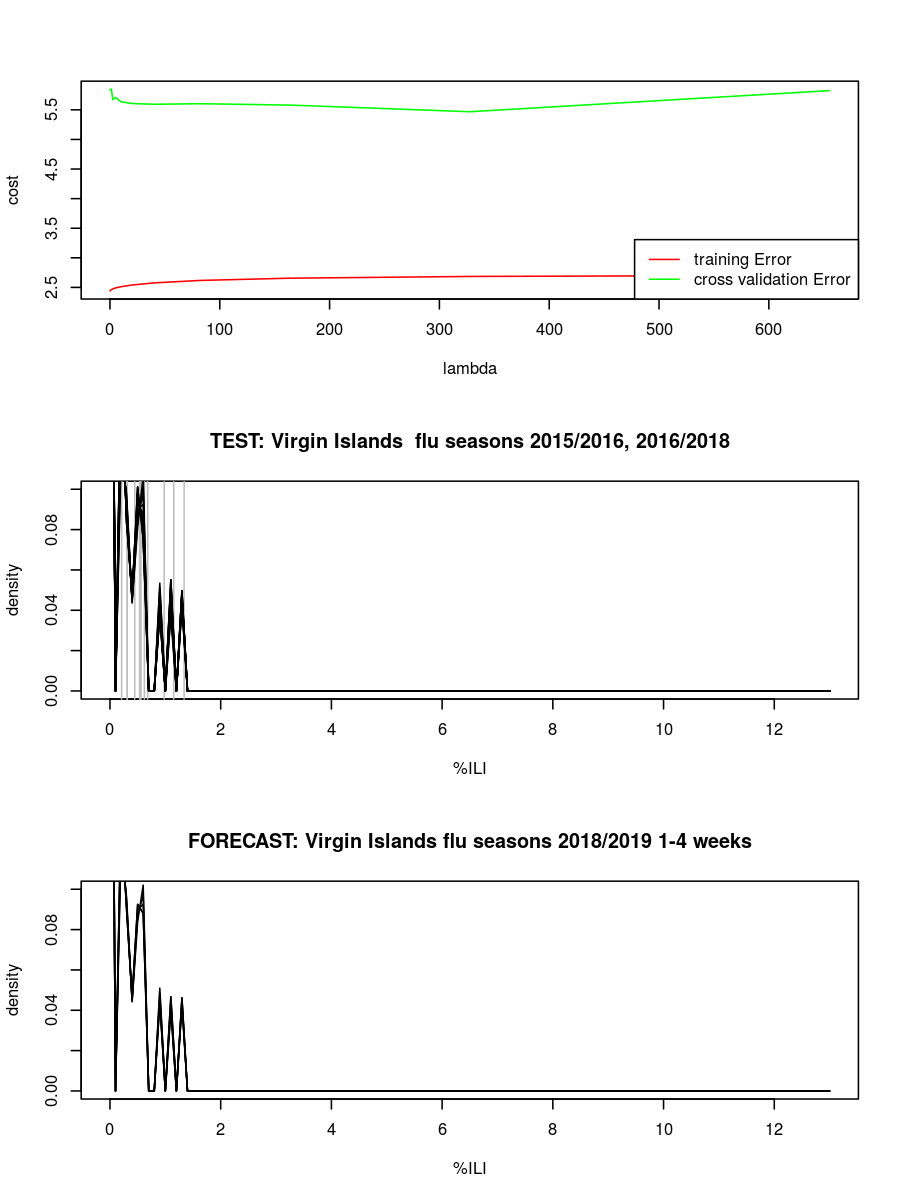 5.5
4.5
3.5
2.5
cost
training Error
cross validation Error
0 100 200 300 400 500 600
lambda
TEST: Virgin Islands  flu seasons 2015/2016, 2016/2018
0.08
0.04
0.00
density
0 2 4 6 8 10 12
%ILI
FORECAST: Virgin Islands flu seasons 2018/2019 1-4 weeks
0.08
0.04
0.00
density
0 2 4 6 8 10 12
%ILI